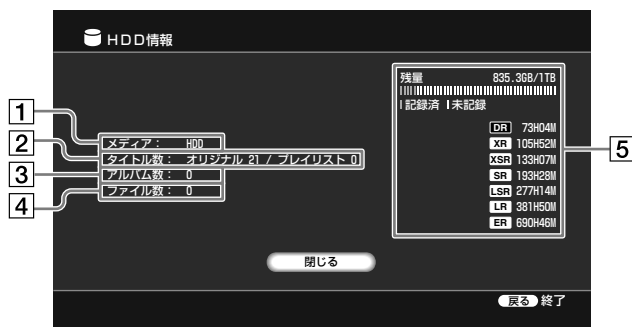 HDD情報
残量 835.3GB/1TB
記録済 未記録
DR 73H04M
XR 105H52M
XSR 133H07M
SR 193H28M
LSR 277H14M
LR 381H50M
ER 690H46M
1
メディア： HDD
2
タイトル数： オリジナル 21 / プレイリスト 0
3
アルバム数： 0
4
ファイル数： 0
5
閉じる
戻る 終了